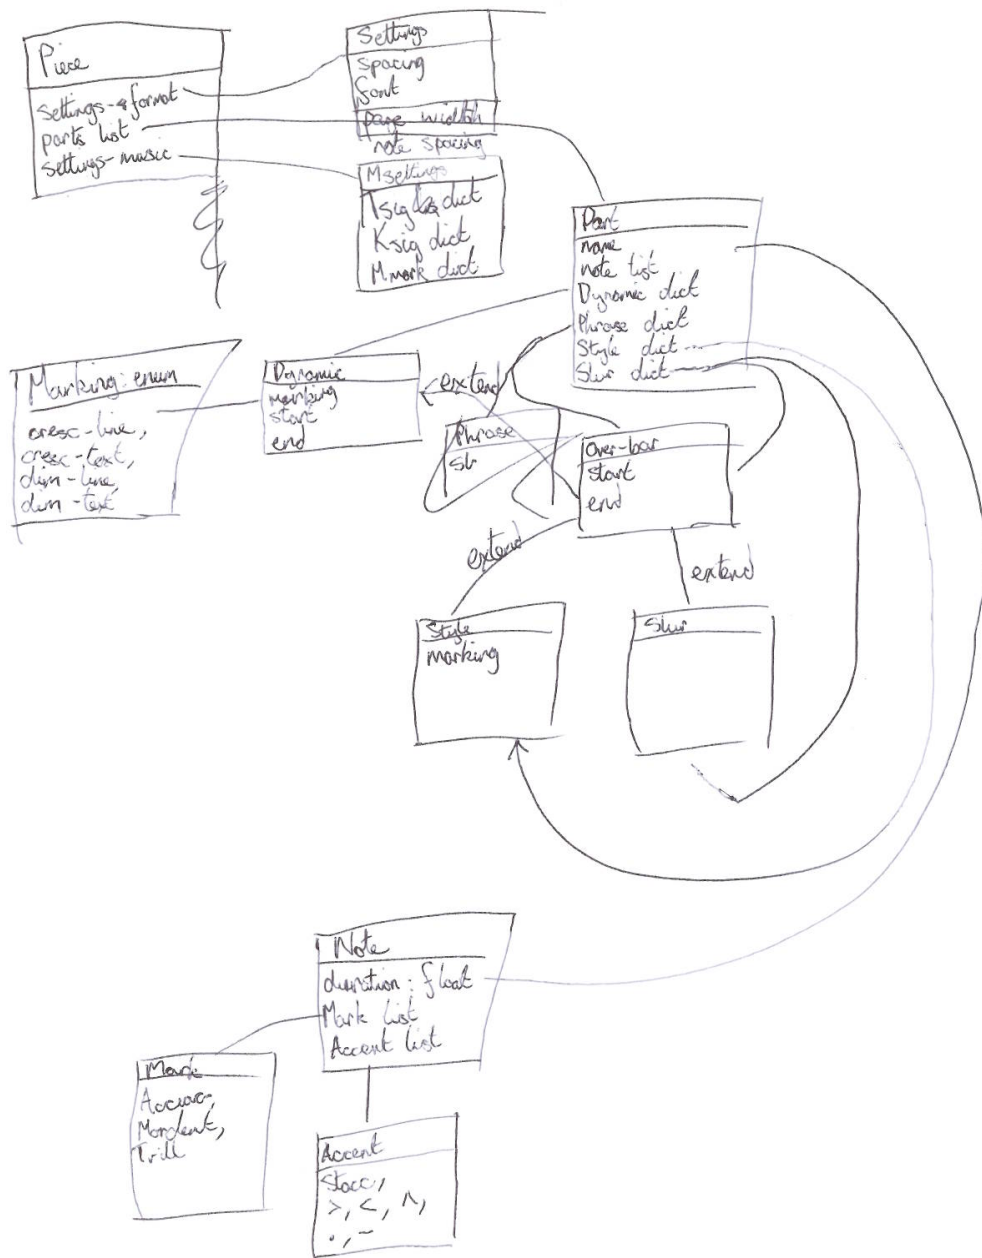 Piece
settings-format
parts list
settings-music
Settings
spacing
font
page width
note spacing
Msettings
Tsig dict
Ksig dict
Mmark dict
Part
name
note list
Dynamic dict
Phrase dict
Style dict
Slur dict
Marking: enum
cresc-line,
cresc-text,
dim-line,
dim-text
Dynamic
marking
start
end
extend
Phrase
St
Over-bar
start
end
extend
extend
Style
marking
Slur
Note
duration: float
Mark list
Accent list
Mark
Mordent,
Trill
Accent
Stacc,
>, <, ^,
., -